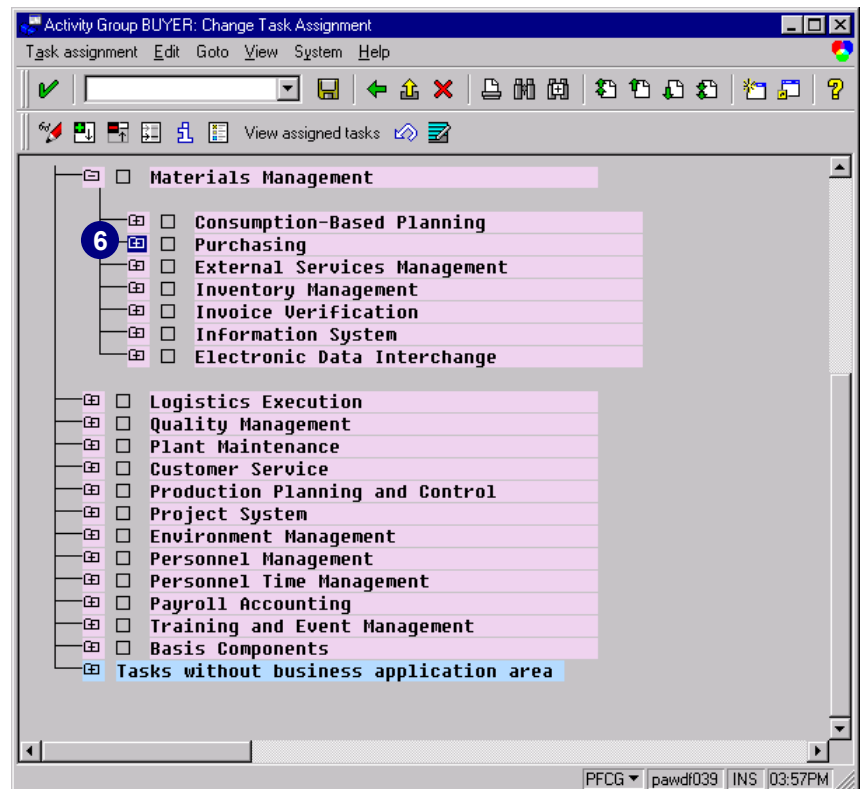 Activity Group BUYER: Change Task Assignment
Task assignment Edit Goto View System Help
View assigned tasks
Materials Management
Consumption-Based Planning
6
Purchasing
External Services Management
Inventory Management
Invoice Verification
Information System
Electronic Data Interchange
Logistics Execution
Quality Management
Plant Maintenance
Customer Service
Production Planning and Control
Project System
Environment Management
Personnel Management
Personnel Time Management
Payroll Accounting
Training and Event Management
Basis Components
Tasks without business application area
PFCG pawdf039 INS 03:57PM